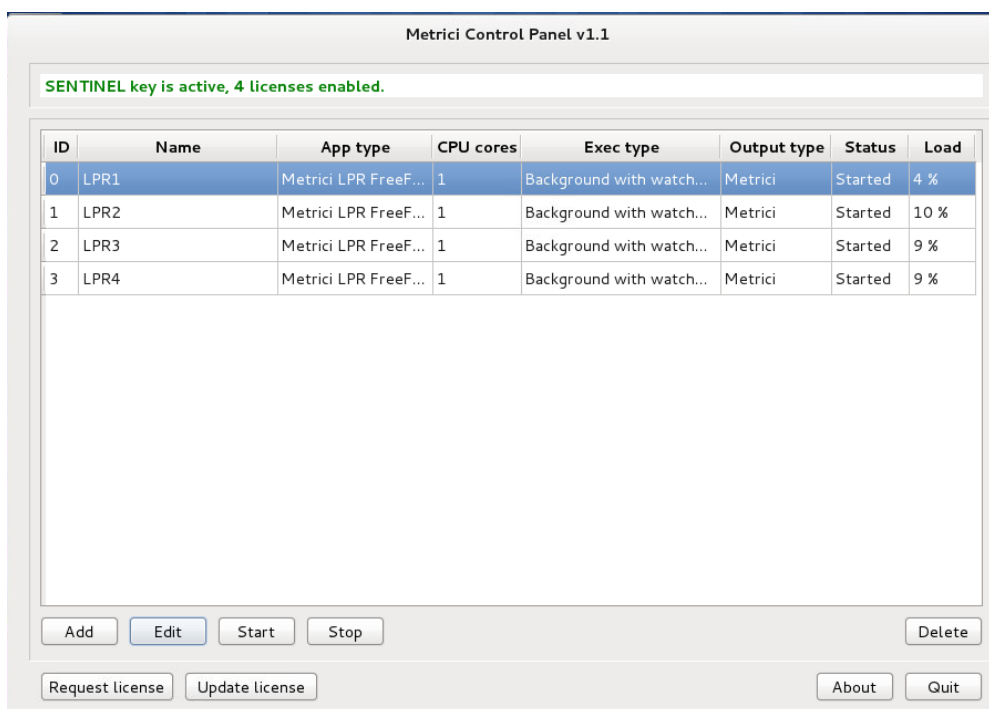 Metrici Control Panel v1.1
SENTINEL key is active, 4 licenses enabled.
ID Name App type CPU cores Exec type Output type Status Load
0 LPR1 Metrici LPR FreeF... 1 Background with watch... Metrici Started 4 %
1 LPR2 Metrici LPR FreeF... 1 Background with watch... Metrici Started 10 %
2 LPR3 Metrici LPR FreeF... 1 Background with watch... Metrici Started 9 %
3 LPR4 Metrici LPR FreeF... 1 Background with watch... Metrici Started 9 %
Add Edit Start Stop Delete
Request license Update license About Quit